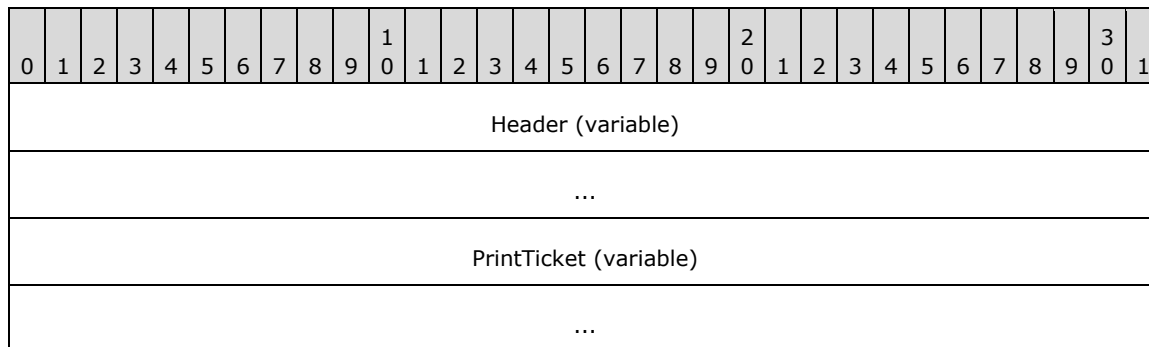 1 2 3
0 1 2 3 4 5 6 7 8 9 0 1 2 3 4 5 6 7 8 9 0 1 2 3 4 5 6 7 8 9 0 1
Header (variable)
...
PrintTicket (variable)
...